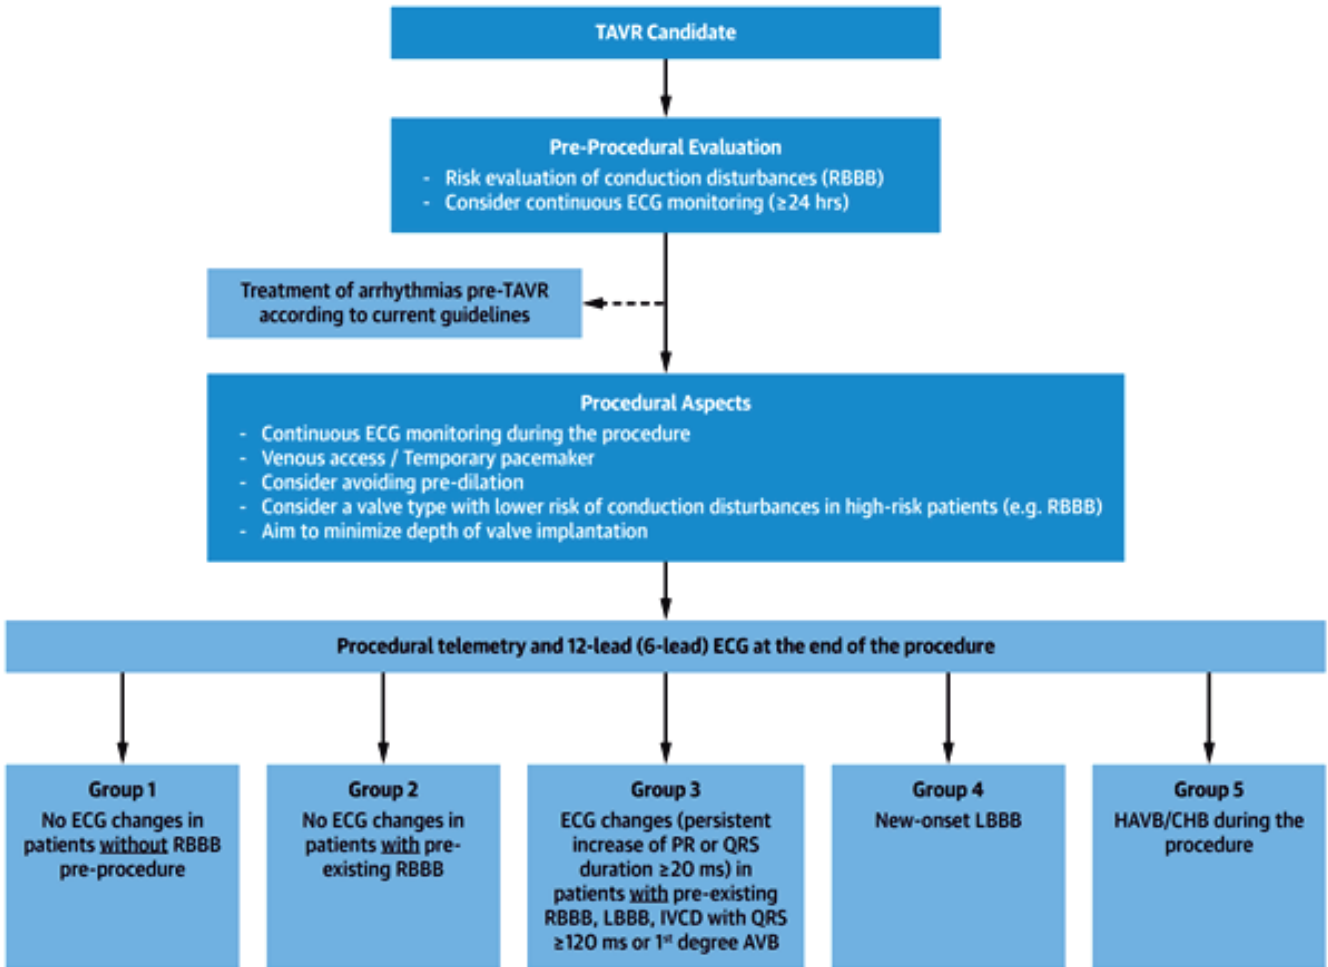 TAVR Candidate
Pre-Procedural Evaluation
- Risk evaluation of conduction disturbances (RBBB)
- Consider continuous ECG monitoring (≥24 hrs)
Treatment of arrhythmias pre-TAVR
according to current guidelines
Procedural Aspects
- Continuous ECG monitoring during the procedure
- Venous access / Temporary pacemaker
- Consider avoiding pre-dilation
- Consider a valve type with lower risk of conduction disturbances in high-risk patients (e.g. RBBB)
- Aim to minimize depth of valve implantation
Procedural telemetry and 12-lead (6-lead) ECG at the end of the procedure
Group 1
No ECG changes in
patients without RBBB
pre-procedure
Group 2
No ECG changes in
patients with pre-
existing RBBB
Group 3
ECG changes (persistent
increase of PR or QRS
duration ≥20 ms) in
patients with pre-existing
RBBB, LBBB, IVCD with QRS
≥120 ms or 1st degree AVB
Group 4
New-onset LBBB
Group 5
HAVB/CHB during the
procedure